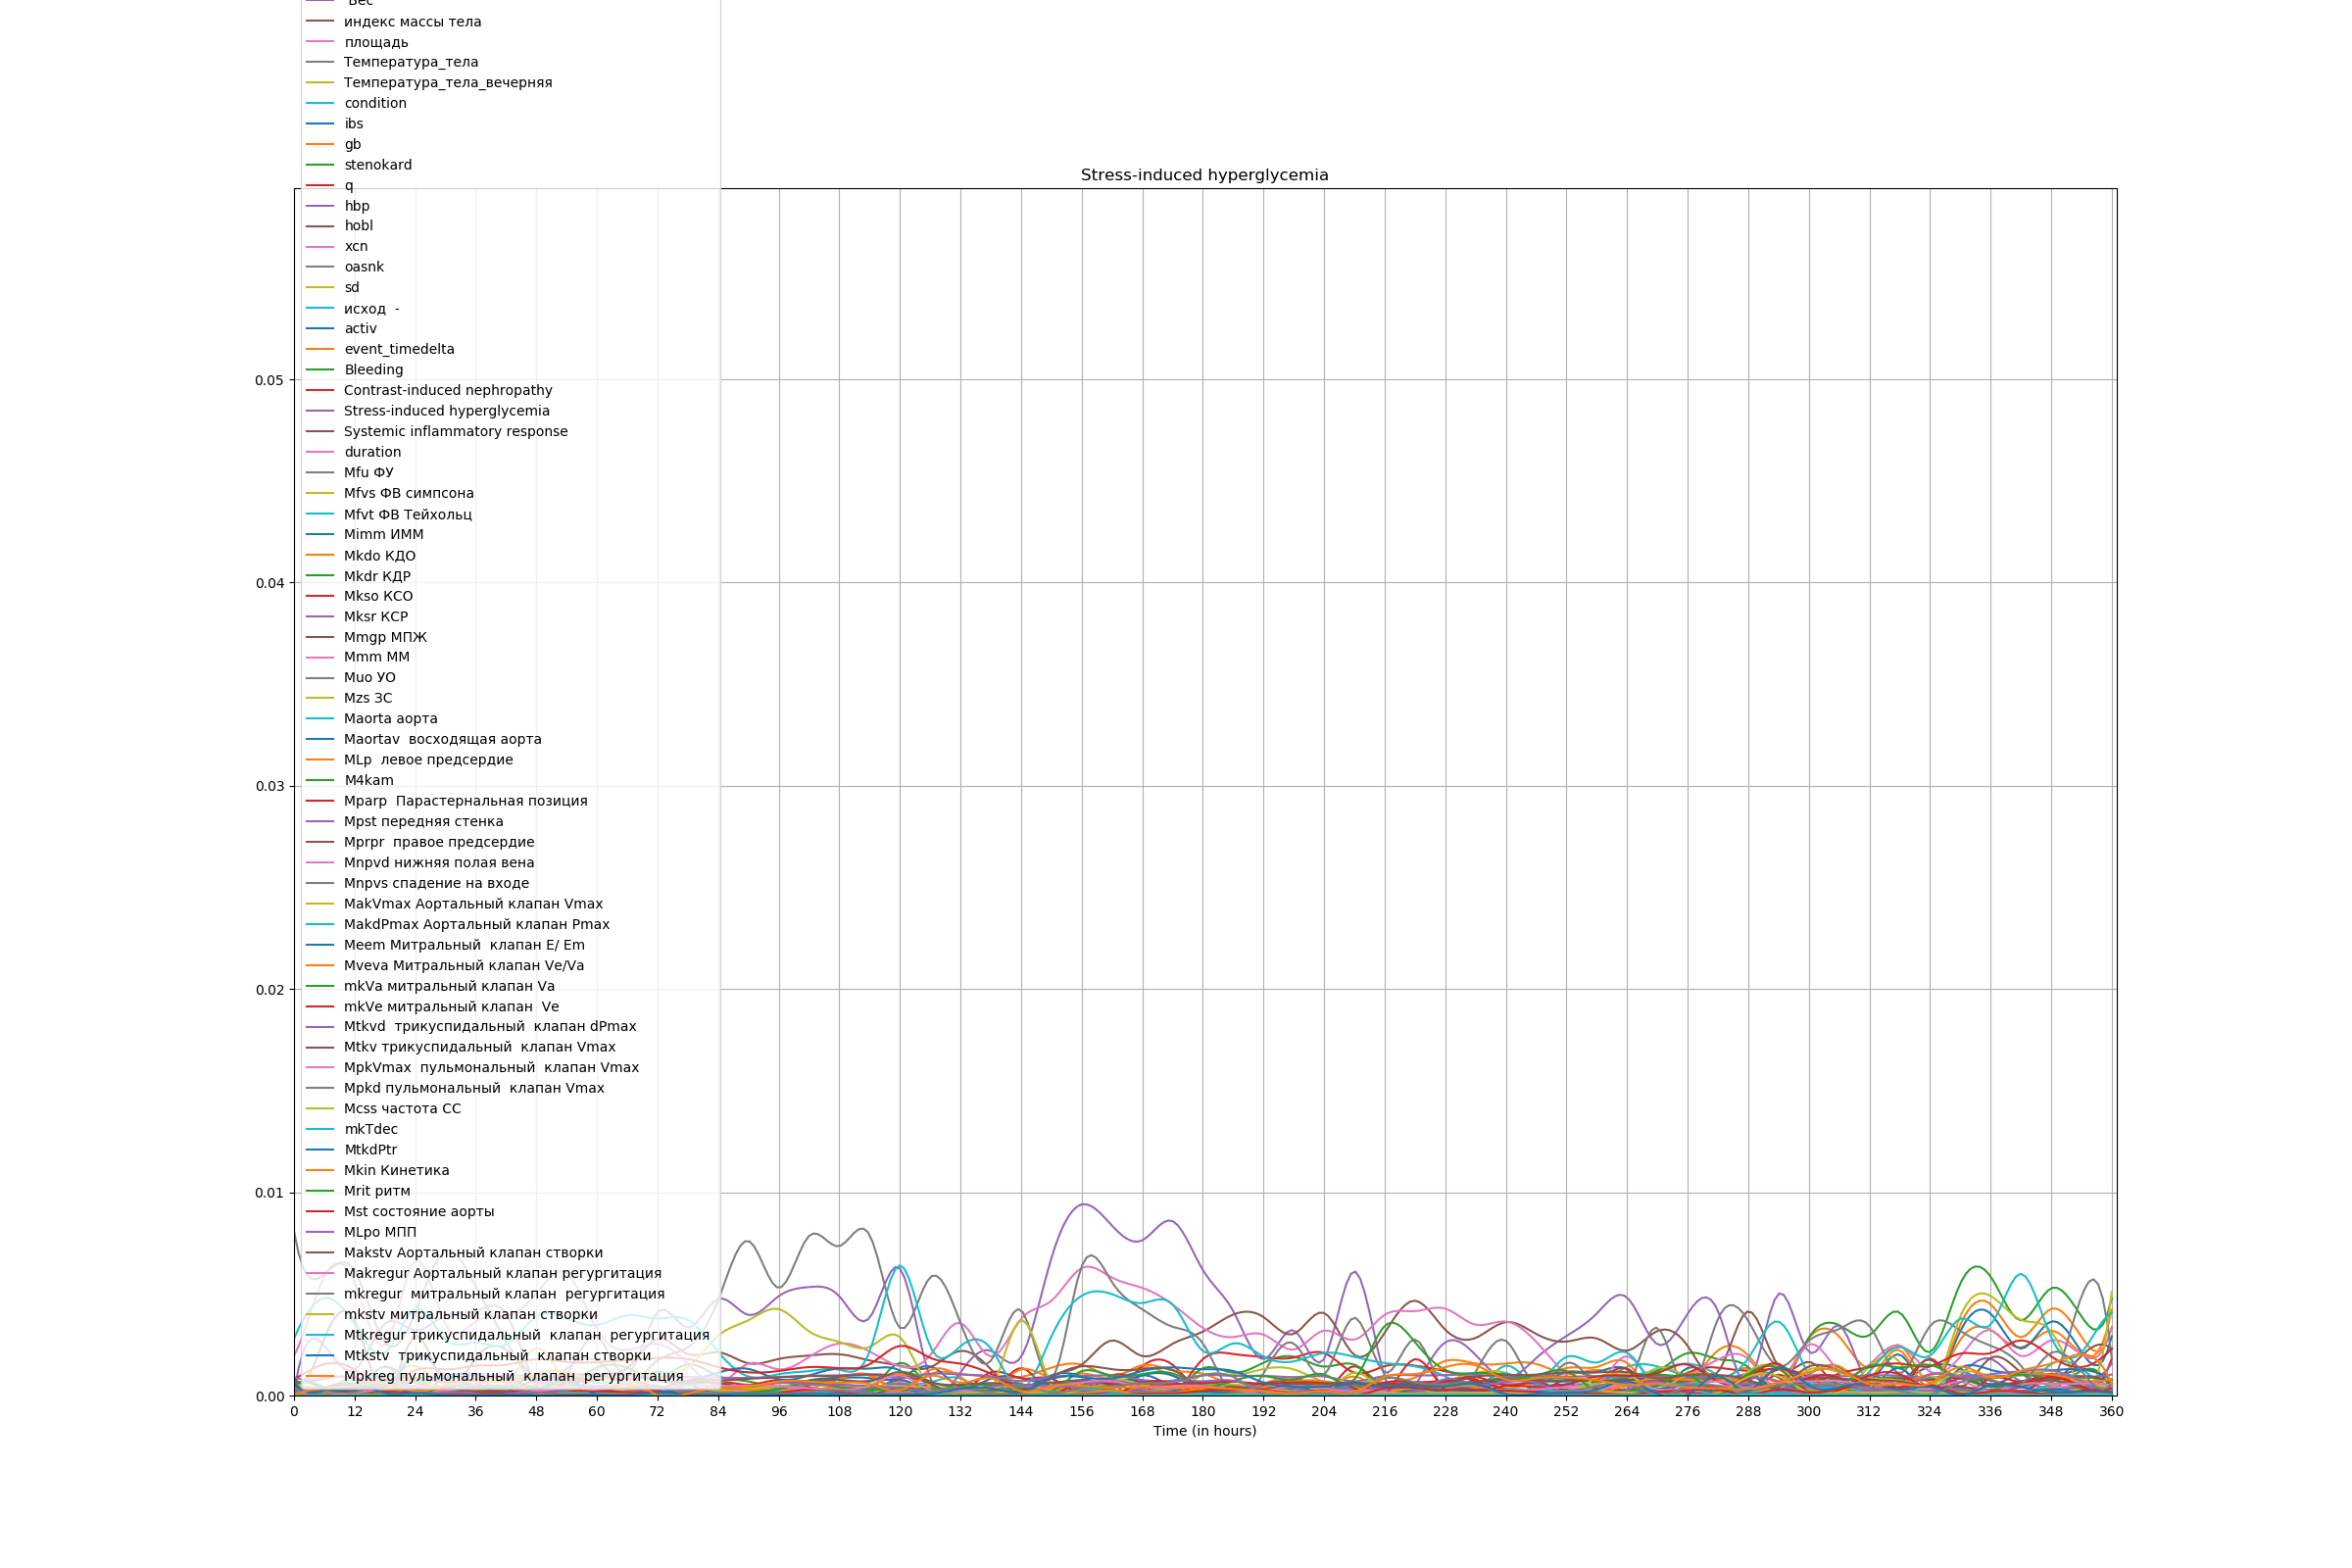 Вес
индекс массы тела
площадь
Температура_тела
Температура_тела_вечерняя
condition
ibs
gb
stenokard
Stress-induced hyperglycemia
q
hbp
hobl
xcn
oasnk
sd
исход  -
activ
event_timedelta
Bleeding
0.05
Contrast-induced nephropathy
Stress-induced hyperglycemia
Systemic inflammatory response
duration
Mfu ФУ
Mfvs ФВ симпсона
Mfvt ФВ Тейхольц
Mimm ИММ
Mkdo КДО
Mkdr КДР
0.04
Mkso КСО
Mksr КСР
Mmgp МПЖ
Mmm ММ
Muo УО
Mzs ЗС
Maorta аорта
Maortav  восходящая аорта
MLp  левое предсердие
M4kam
0.03
Mparp  Парастернальная позиция
Mpst передняя стенка
Mprpr  правое предсердие
Mnpvd нижняя полая вена
Mnpvs спадение на входе
MakVmax Аортальный клапан Vmax
MakdPmax Аортальный клапан Pmax
Meem Митральный  клапан E/ Em
Mveva Митральный клапан Ve/Va
mkVa митральный клапан Va
0.02
mkVe митральный клапан  Ve
Mtkvd  трикуспидальный  клапан dPmax
Mtkv трикуспидальный  клапан Vmax
MpkVmax  пульмональный  клапан Vmax
Mpkd пульмональный  клапан Vmax
Mcss частота СС
mkTdec
MtkdPtr
Mkin Кинетика
Mrit ритм
0.01
Mst состояние аорты
MLpo МПП
Makstv Аортальный клапан створки
Makregur Аортальный клапан регургитация
mkregur  митральный клапан  регургитация
mkstv митральный клапан створки
Mtkregur трикуспидальный  клапан  регургитация
Mtkstv  трикуспидальный  клапан створки
Mpkreg пульмональный  клапан  регургитация
0.00
0 12 24 36 48 60 72 84 96 108 120 132 144 156 168 180 192 204 216 228 240 252 264 276 288 300 312 324 336 348 360
Time (in hours)